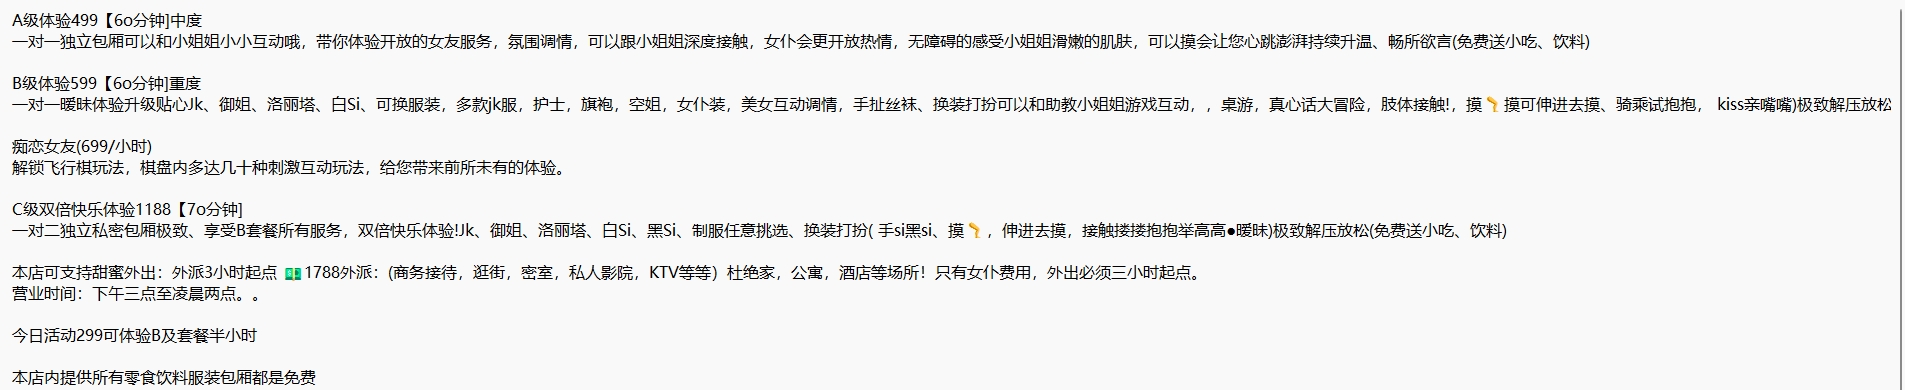 A级体验499【6o分钟]中度
一对一独立包厢可以和小姐姐小小互动哦，带你体验开放的女友服务，氛围调情，可以跟小姐姐深度接触，女仆会更开放热情，无障碍的感受小姐姐滑嫩的肌肤，可以摸会让您心跳澎湃持续升温、畅所欲言(免费送小吃、饮料)
B级体验599【6o分钟]重度
一对一暧昧体验升级贴心Jk、御姐、洛丽塔、白Si、可换服装，多款jk服，护士，旗袍，空姐，女仆装，美女互动调情，手扯丝袜、换装打扮可以和助教小姐姐游戏互动，，桌游，真心话大冒险，肢体接触!，摸🦵摸可伸进去摸、骑乘试抱抱， kiss亲嘴嘴)极致解压放松
痴恋女友(699/小时)
解锁飞行棋玩法，棋盘内多达几十种刺激互动玩法，给您带来前所未有的体验。
C级双倍快乐体验1188【7o分钟]
一对二独立私密包厢极致、享受B套餐所有服务，双倍快乐体验!Jk、御姐、洛丽塔、白Si、黑Si、制服任意挑选、换装打扮( 手si黑si、摸🦵，伸进去摸，接触搂搂抱抱举高高●暧昧)极致解压放松(免费送小吃、饮料)
本店可支持甜蜜外出：外派3小时起点 💵1788外派：(商务接待，逛街，密室，私人影院，KTV等等）杜绝家，公寓，酒店等场所！只有女仆费用，外出必须三小时起点。
营业时间：下午三点至凌晨两点。。
今日活动299可体验B及套餐半小时
本店内提供所有零食饮料服装包厢都是免费